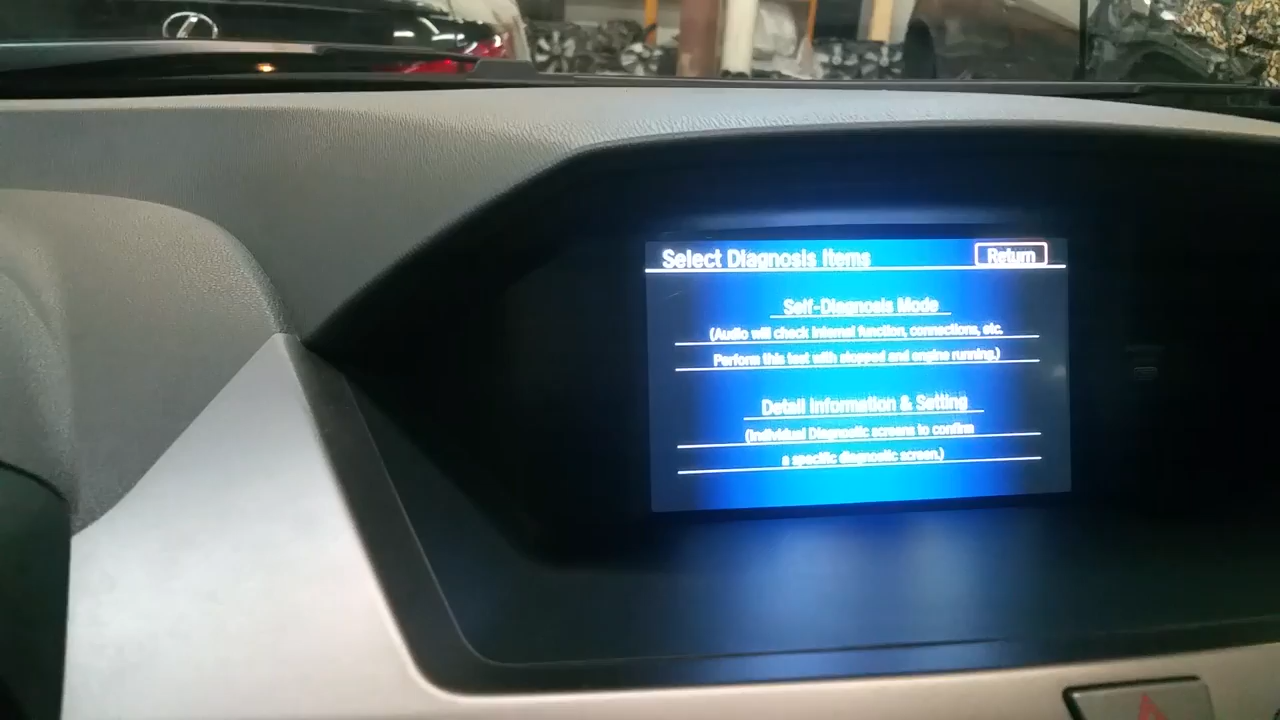 Select Diagnosis Items
Return
Self-Diagnosis Mode
(Audio will check internal function, connections, etc.
Perform this test with stopped and engine running.)
Detail Information & Setting
(Individual Diagnostic screens to confirm
a specific diagnostic screen.)